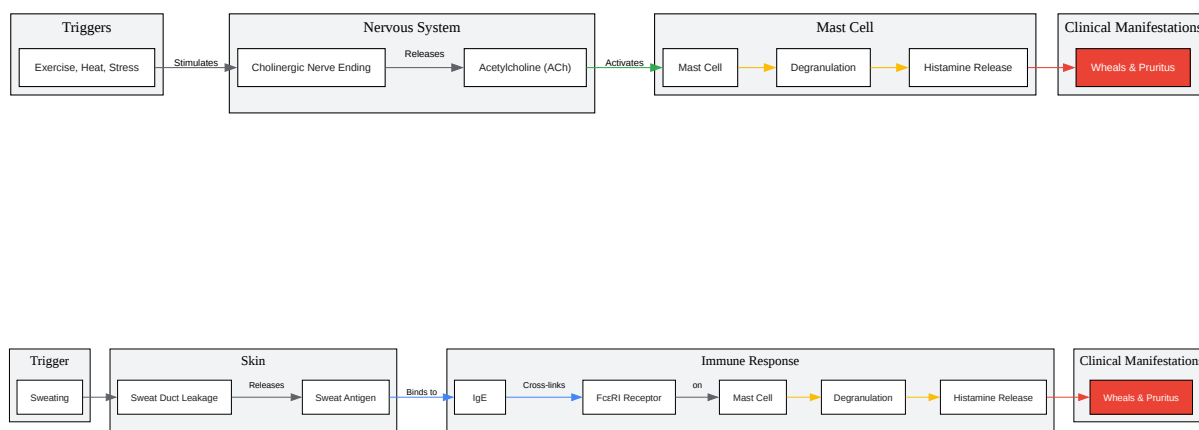 Triggers
Exercise, Heat, Stress
Stimulates
Nervous System
Cholinergic Nerve Ending
Releases
Acetylcholine (ACh)
Activates
Mast Cell
Mast Cell
Degranulation
Histamine Release
Clinical Manifestations
Wheals & Pruritus
Trigger
Sweating
Skin
Sweat Duct Leakage
Releases
Sweat Antigen
Binds to
Immune Response
IgE
Cross-links
FcεRI Receptor
on
Mast Cell
Degranulation
Histamine Release
Clinical Manifestations
Wheals & Pruritus